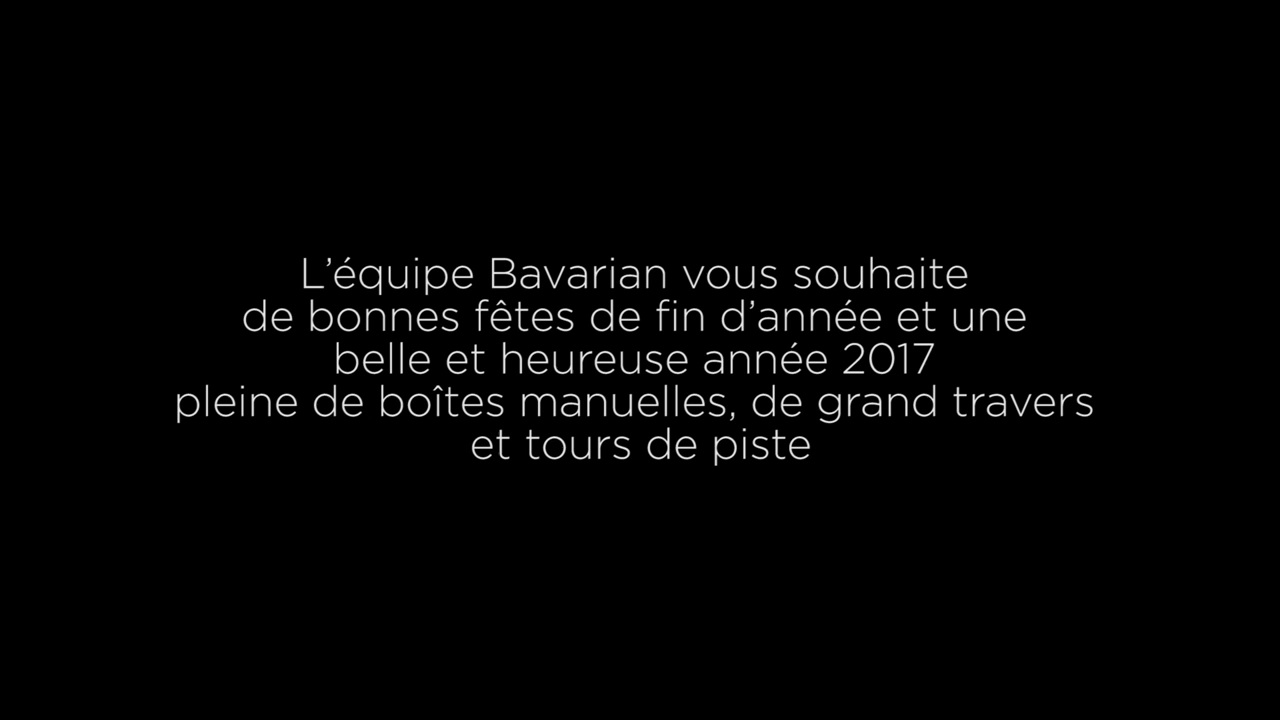 L’équipe Bavarian vous souhaite
de bonnes fêtes de fin d’année et une
belle et heureuse année 2017
pleine de boîtes manuelles, de grand travers
et tours de piste